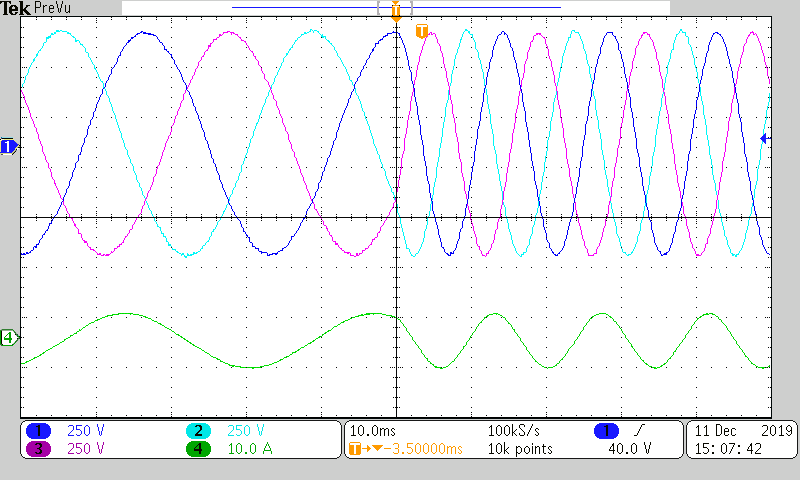 Tek PreVu
T
T
1
4
1 250 V 2 250 V
3 250 V 4 10.0 A
10.0ms 100kS/s 1 40.0 V
T→▼−3.50000ms 10k points
11 Dec 2019
15:07:42